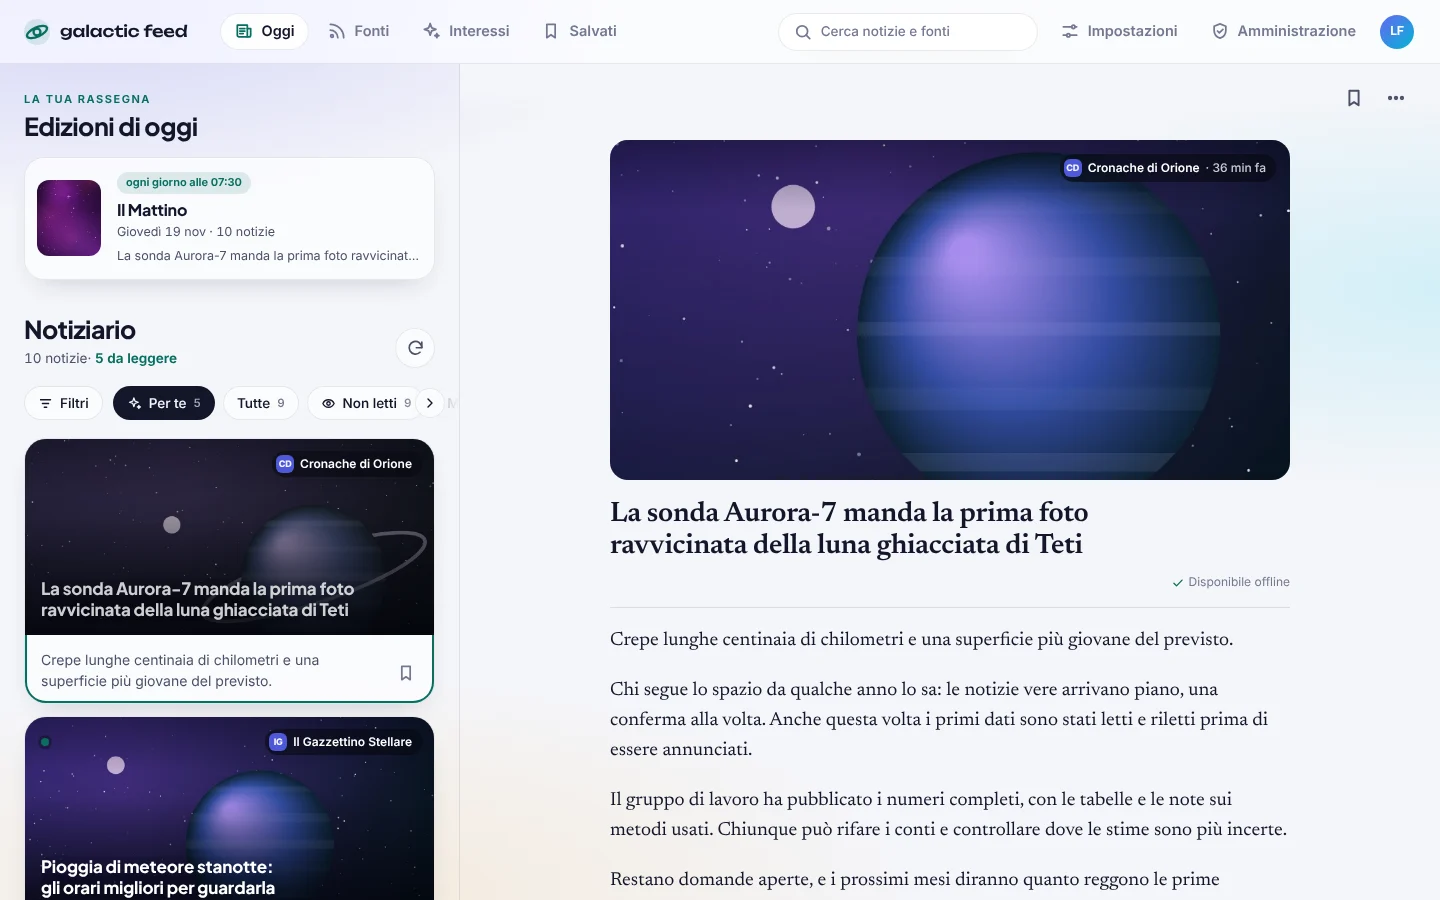 galactic feed
Oggi
Fonti
Interessi
Salvati
Cerca notizie e fonti
Impostazioni
Amministrazione
LF
LA TUA RASSEGNA
Edizioni di oggi
ogni giorno alle 07:30
Il Mattino
Giovedì 19 nov · 10 notizie
La sonda Aurora-7 manda la prima foto ravvicinat...
Notiziario
10 notizie· 5 da leggere
Filtri
Per te 5
Tutte 9
Non letti 9
CD Cronache di Orione
La sonda Aurora-7 manda la prima foto
ravvicinata della luna ghiacciata di Teti
Crepe lunghe centinaia di chilometri e una
superficie più giovane del previsto.
IG Il Gazzettino Stellare
Pioggia di meteore stanotte:
gli orari migliori per guardarla
CD Cronache di Orione · 36 min fa
La sonda Aurora-7 manda la prima foto
ravvicinata della luna ghiacciata di Teti
Disponibile offline
Crepe lunghe centinaia di chilometri e una superficie più giovane del previsto.
Chi segue lo spazio da qualche anno lo sa: le notizie vere arrivano piano, una
conferma alla volta. Anche questa volta i primi dati sono stati letti e riletti prima di
essere annunciati.
Il gruppo di lavoro ha pubblicato i numeri completi, con le tabelle e le note sui
metodi usati. Chiunque può rifare i conti e controllare dove le stime sono più incerte.
Restano domande aperte, e i prossimi mesi diranno quanto reggono le prime